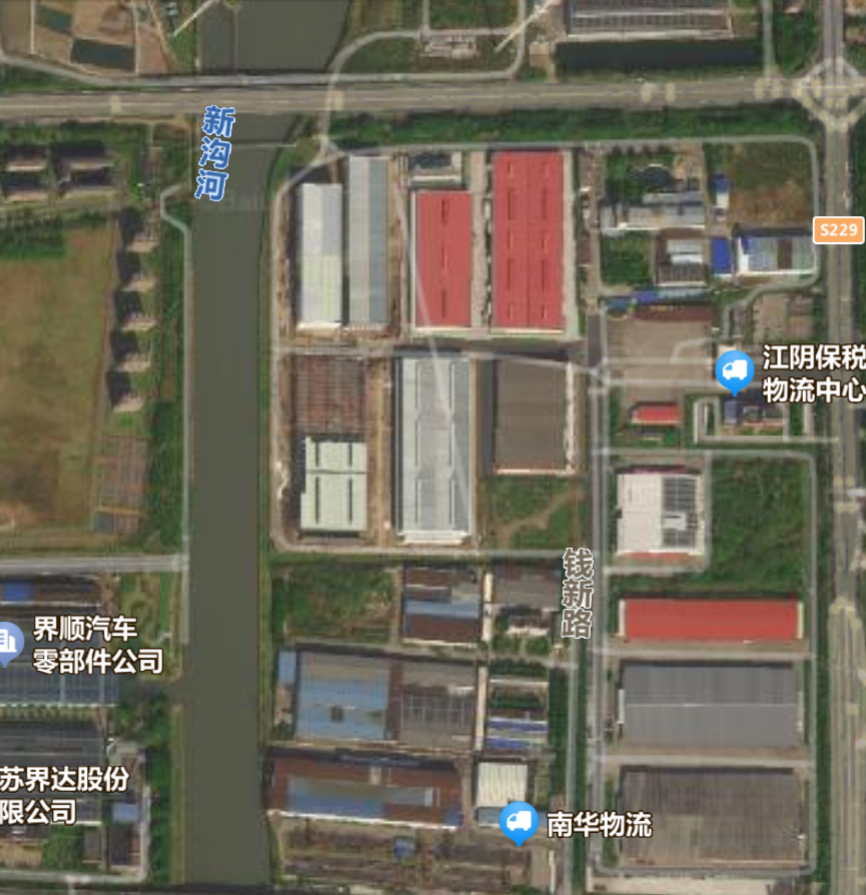 新沟河
S229
江阴保税
物流中心
钱新路
界顺汽车
零部件公司
苏界达股份
限公司
南华物流